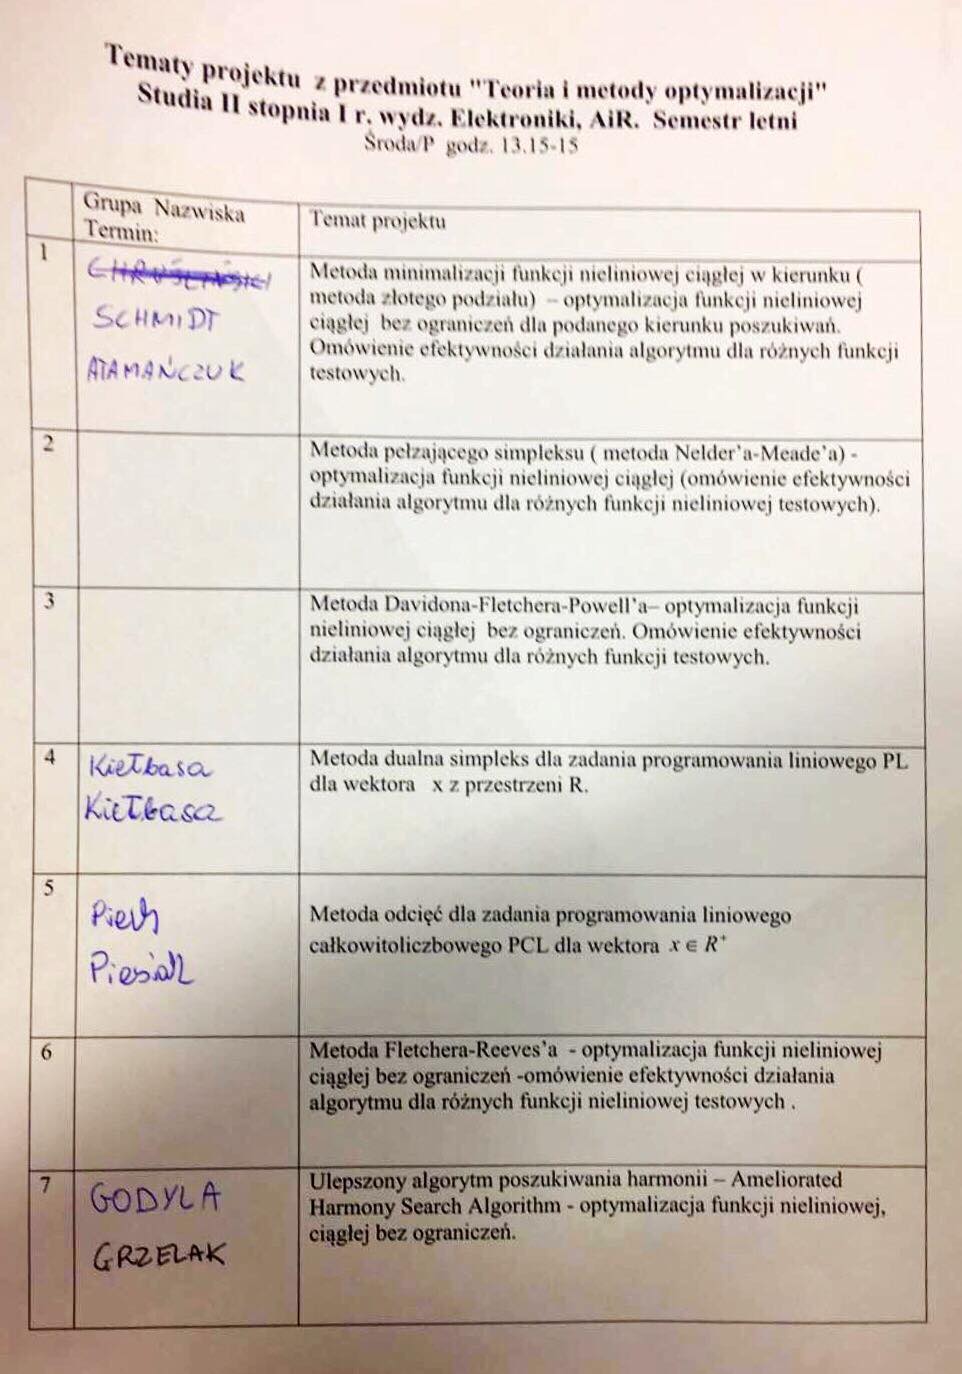 Tematy projektu z przedmiotu "Teoria i metody optymalizacji"
Studia II stopnia I r. wydz. Elektroniki, AiR. Semestr letni
Środa/P godz. 13.15-15
Grupa Nazwiska
Termin:
Temat projektu
1
SCHMIDT
ATAMAŃCZUK
Metoda minimalizacji funkcji nieliniowej ciągłej w kierunku (
metoda złotego podziału) – optymalizacja funkcji nieliniowej
ciągłej bez ograniczeń dla podanego kierunku poszukiwań.
Omówienie efektywności działania algorytmu dla różnych funkcji
testowych.
2
Metoda pełzającego simpleksu ( metoda Nelder'a-Meade'a) -
optymalizacja funkcji nieliniowej ciągłej (omówienie efektywności
działania algorytmu dla różnych funkcji nieliniowej testowych).
3
Metoda Davidona-Fletchera-Powell'a– optymalizacja funkcji
nieliniowej ciągłej bez ograniczeń. Omówienie efektywności
działania algorytmu dla różnych funkcji testowych.
4
Kiełbasa
Kiełbasa
Metoda dualna simpleks dla zadania programowania liniowego PL
dla wektora x z przestrzeni R.
5
Piech
Piesiak
Metoda odcięć dla zadania programowania liniowego
całkowitoliczbowego PCL dla wektora x ∈ R⁺
6
Metoda Fletchera-Reeves'a - optymalizacja funkcji nieliniowej
ciągłej bez ograniczeń -omówienie efektywności działania
algorytmu dla różnych funkcji nieliniowej testowych .
7
GODYLA
GRZELAK
Ulepszony algorytm poszukiwania harmonii – Ameliorated
Harmony Search Algorithm - optymalizacja funkcji nieliniowej,
ciągłej bez ograniczeń.